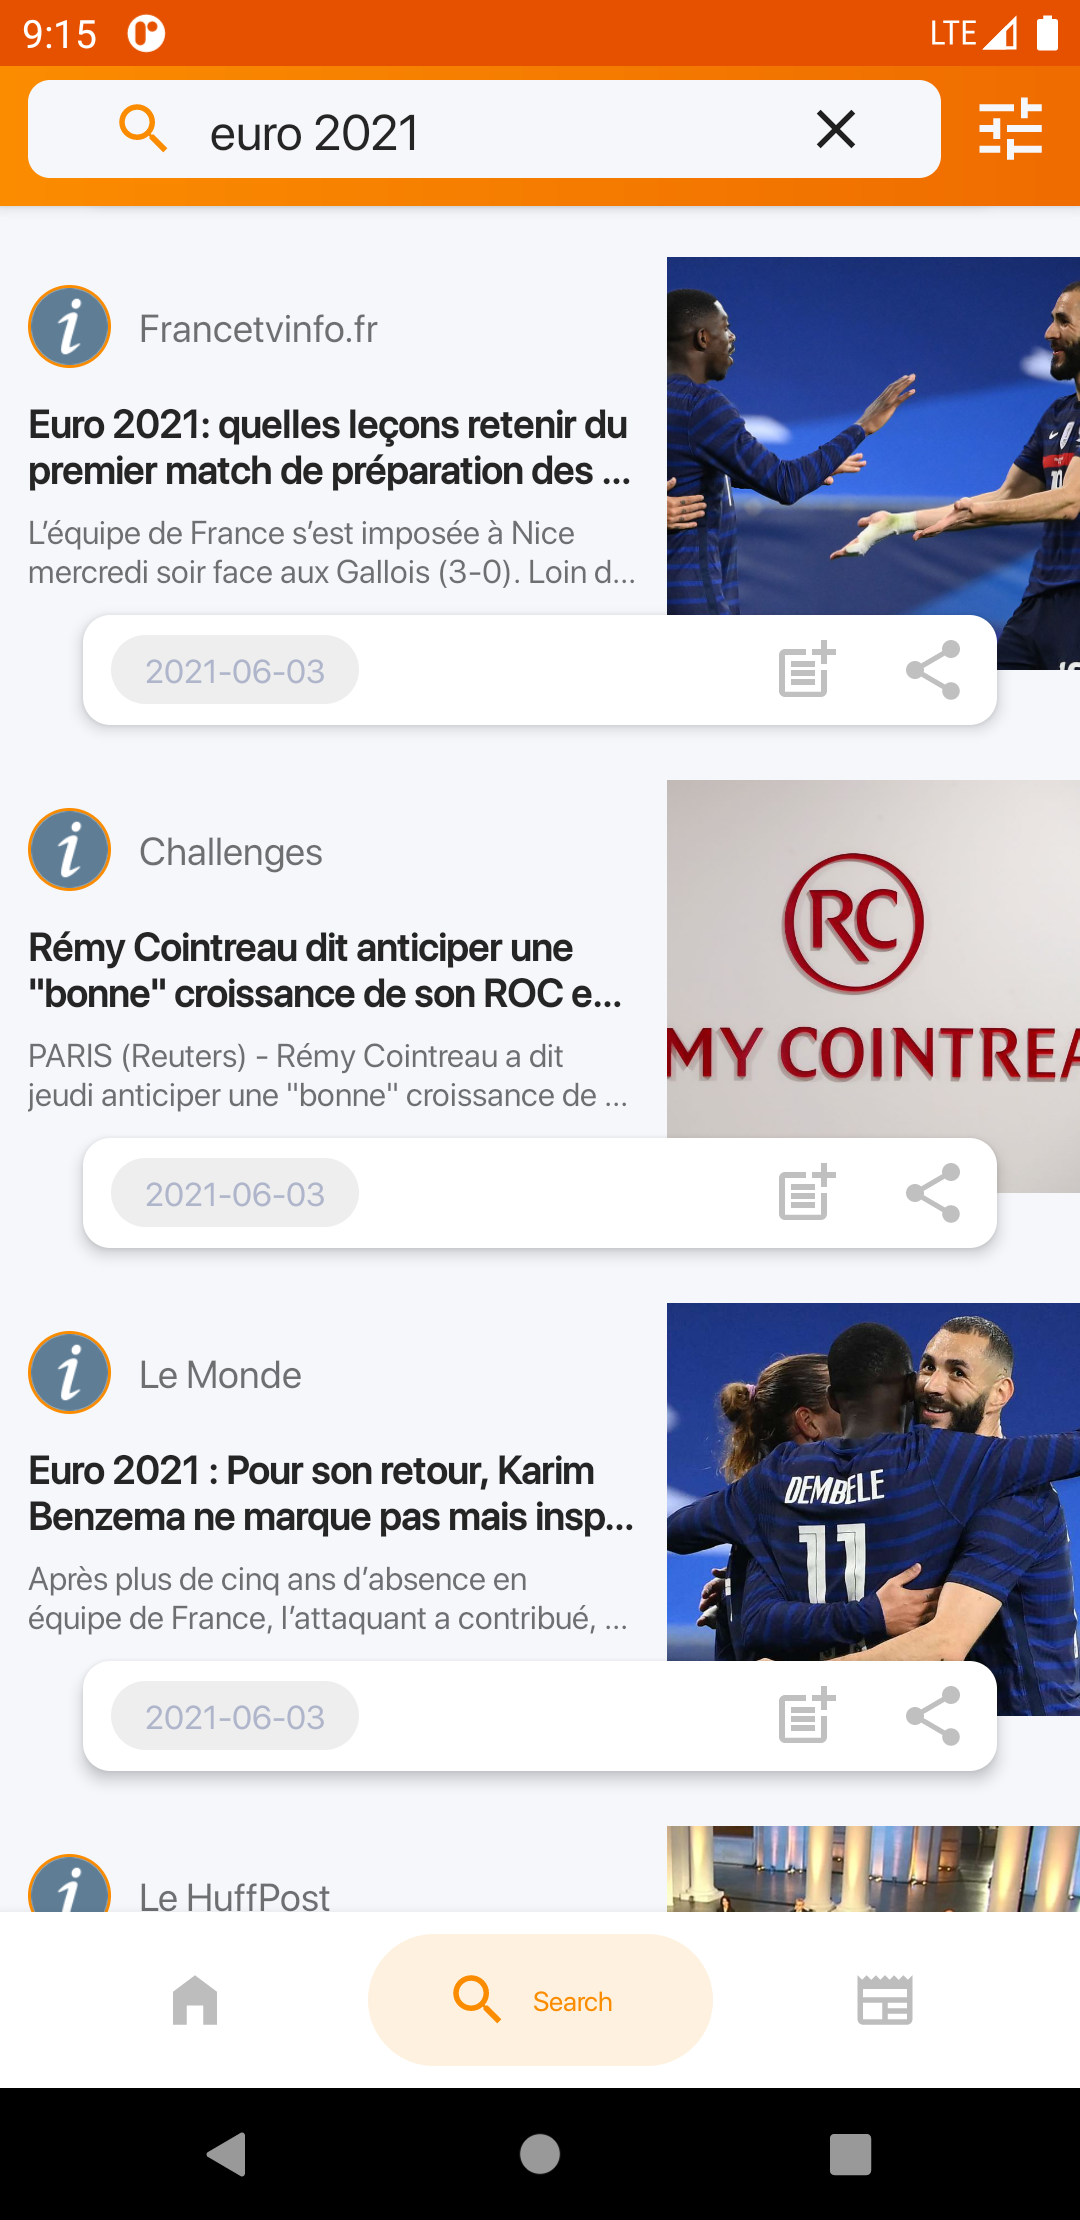 9:15
LTE
euro 2021
Francetvinfo.fr
Euro 2021: quelles leçons retenir du
premier match de préparation des ...
L’équipe de France s’est imposée à Nice
mercredi soir face aux Gallois (3-0). Loin d...
2021-06-03
Challenges
Rémy Cointreau dit anticiper une
"bonne" croissance de son ROC e...
PARIS (Reuters) - Rémy Cointreau a dit
jeudi anticiper une "bonne" croissance de ...
RC
MY COINTREA
2021-06-03
Le Monde
Euro 2021 : Pour son retour, Karim
Benzema ne marque pas mais insp...
Après plus de cinq ans d’absence en
équipe de France, l’attaquant a contribué, ...
DEMBELE
11
2021-06-03
Le HuffPost
Search